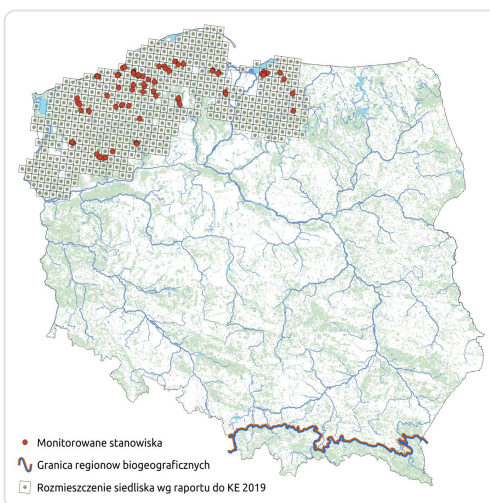 Monitorowane stanowiska
Granica regionow biogeograficznych
Rozmieszczenie siedliska wg raportu do KE 2019